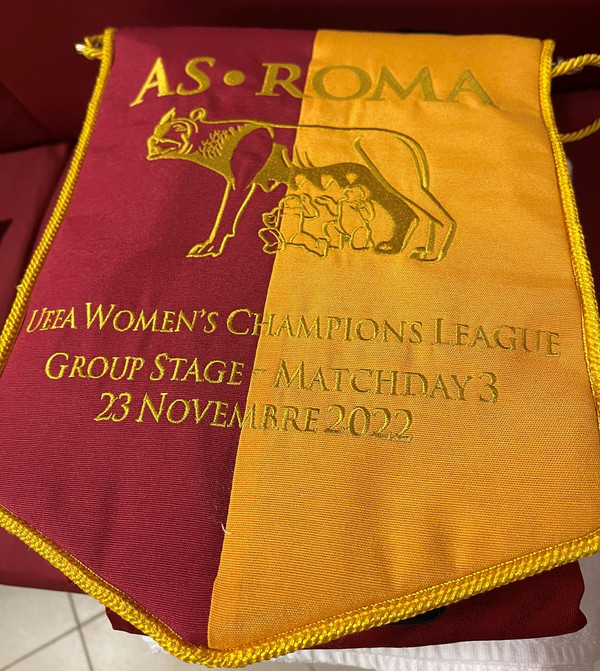 AS•ROMA
UEFA WOMEN'S CHAMPIONS LEAGUE
GROUP STAGE - MATCHDAY 3
23 NOVEMBRE 2022